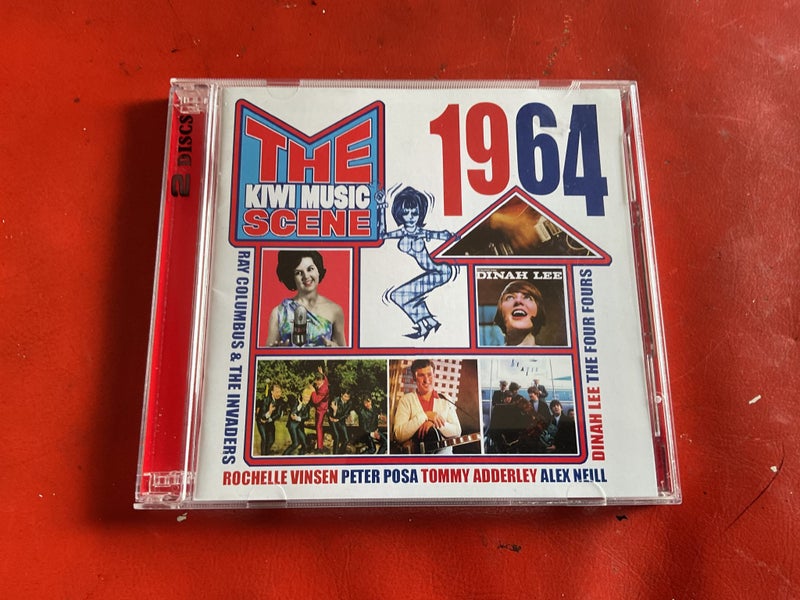 2 DISCS
THE
KIWI MUSIC
SCENE
1964
RAY COLUMBUS & THE INVADERS
DINAH LEE
DINAH LEE THE FOUR FOURS
ROCHELLE VINSEN PETER POSA TOMMY ADDERLEY ALEX NEILL